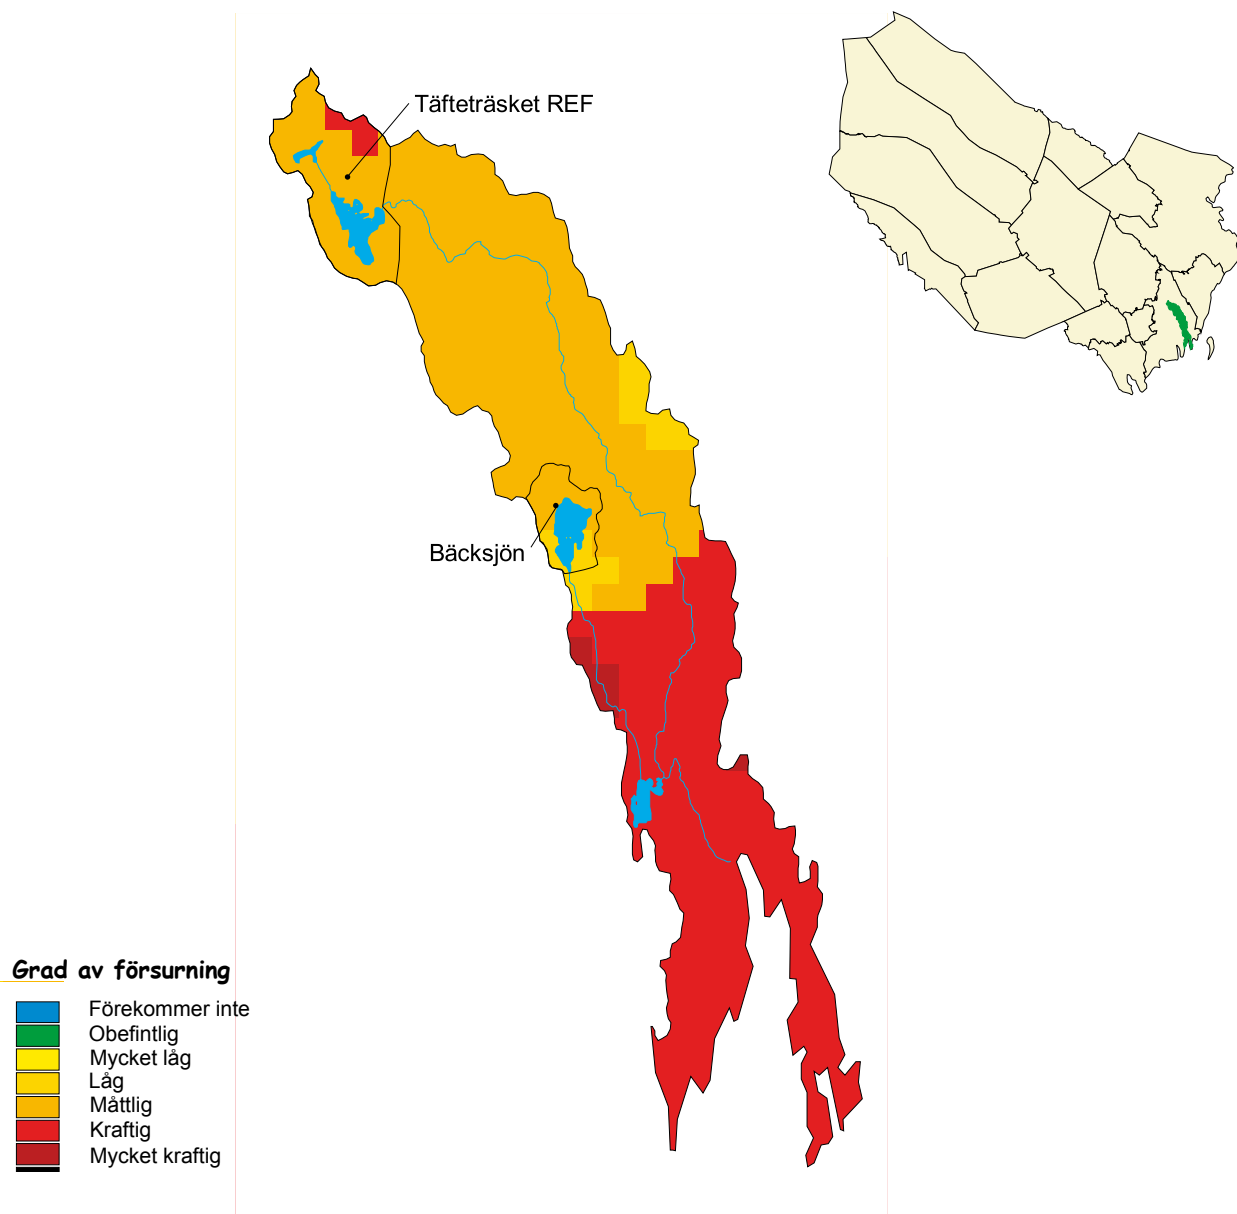 Täfteträsket REF
Bäcksjön
Grad av försurning
Förekommer inte
Obefintlig
Mycket låg
Låg
Måttlig
Kraftig
Mycket kraftig